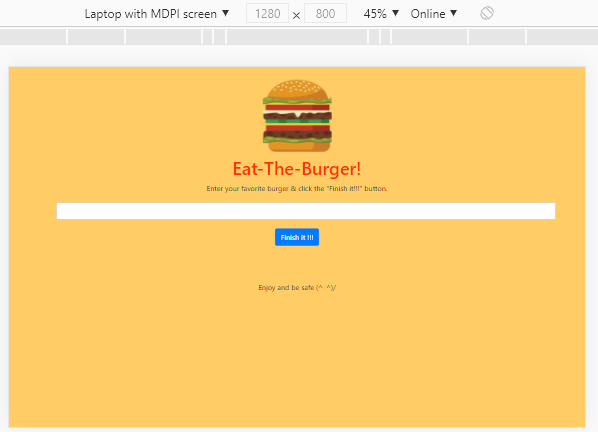 Laptop with MDPI screen ▼ 1280 x 800 45% ▼ Online ▼
Eat-The-Burger!
Enter your favorite burger & click the "Finish it!!!" button.
Finish it !!!
Enjoy and be safe (^_^)/